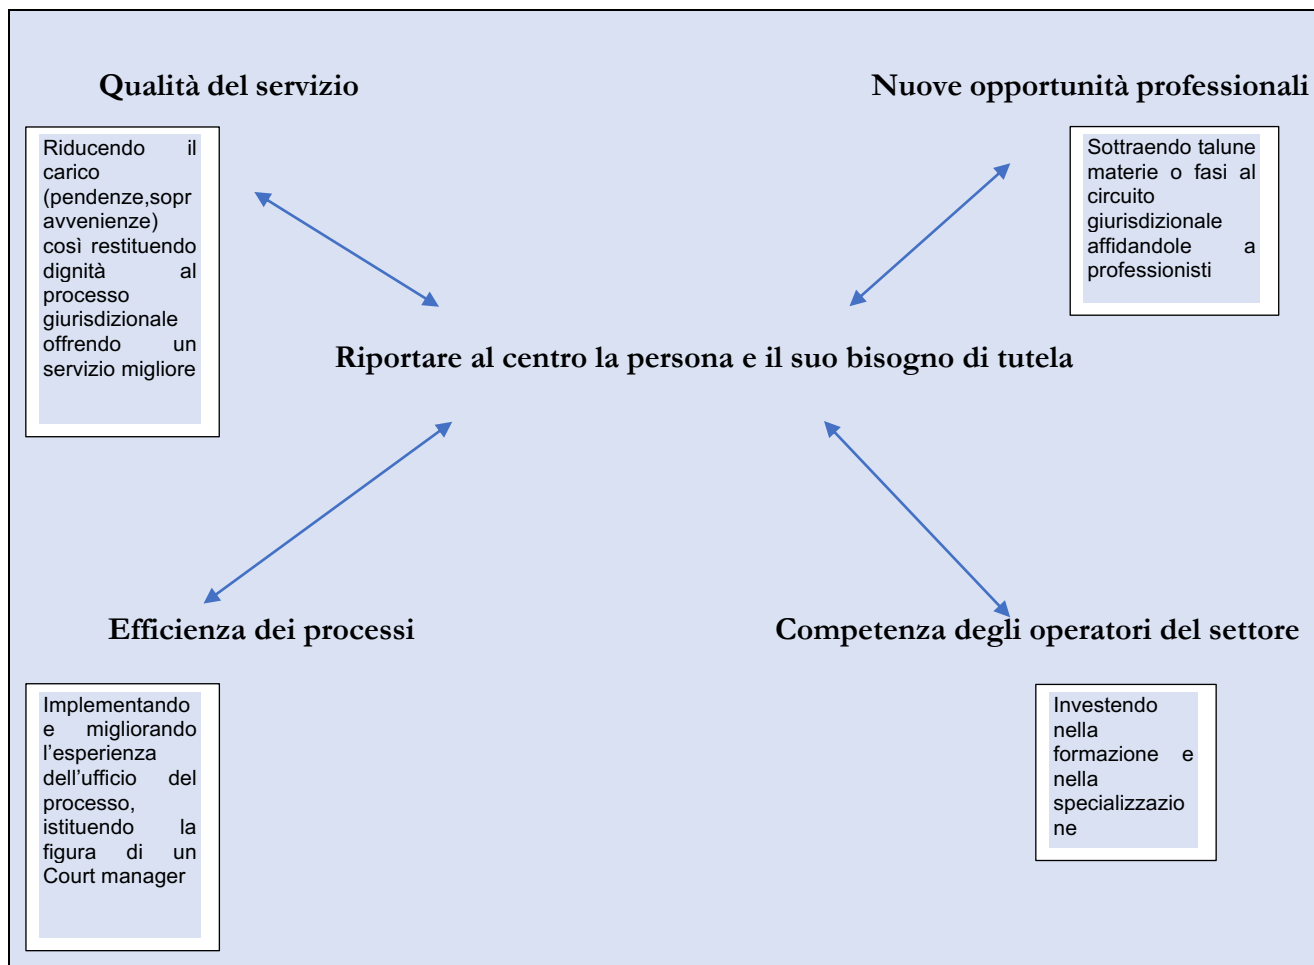 Qualità del servizio
Nuove opportunità professionali
Riducendo il
carico
(pendenze,sopr
avvenienze)
così restituendo
dignità al
processo
giurisdizionale
offrendo un
servizio migliore
Sottraendo talune
materie o fasi al
circuito
giurisdizionale
affidandole a
professionisti
Riportare al centro la persona e il suo bisogno di tutela
Efficienza dei processi
Competenza degli operatori del settore
Implementando
e migliorando
l'esperienza
dell'ufficio del
processo,
istituendo la
figura di un
Court manager
Investendo
nella
formazione e
nella
specializzazio
ne